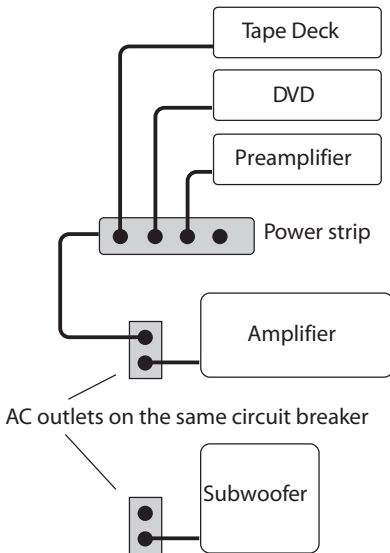 Tape Deck
DVD
Preamplifier
Power strip
Amplifier
AC outlets on the same circuit breaker
Subwoofer